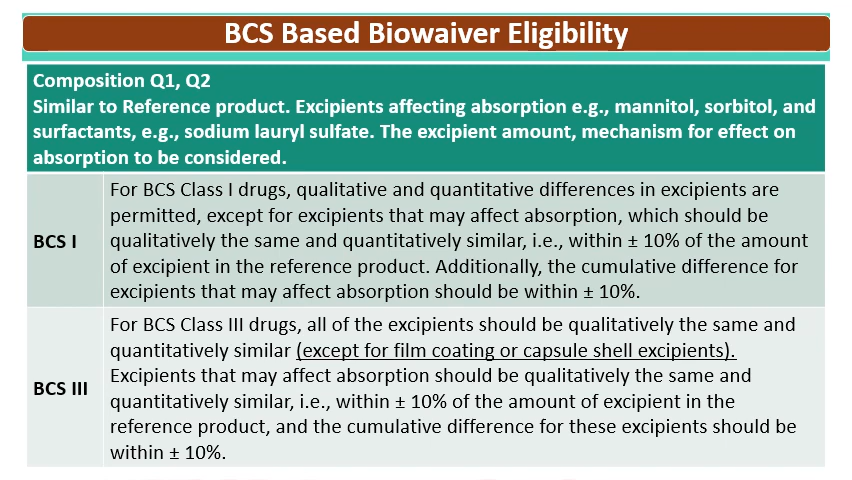 BCS Based Biowaiver Eligibility
Composition Q1, Q2
Similar to Reference product. Excipients affecting absorption e.g., mannitol, sorbitol, and
surfactants, e.g., sodium lauryl sulfate. The excipient amount, mechanism for effect on
absorption to be considered.
BCS I
For BCS Class I drugs, qualitative and quantitative differences in excipients are
permitted, except for excipients that may affect absorption, which should be
qualitatively the same and quantitatively similar, i.e., within ± 10% of the amount
of excipient in the reference product. Additionally, the cumulative difference for
excipients that may affect absorption should be within ± 10%.
BCS III
For BCS Class III drugs, all of the excipients should be qualitatively the same and
quantitatively similar (except for film coating or capsule shell excipients).
Excipients that may affect absorption should be qualitatively the same and
quantitatively similar, i.e., within ± 10% of the amount of excipient in the
reference product, and the cumulative difference for these excipients should be
within ± 10%.